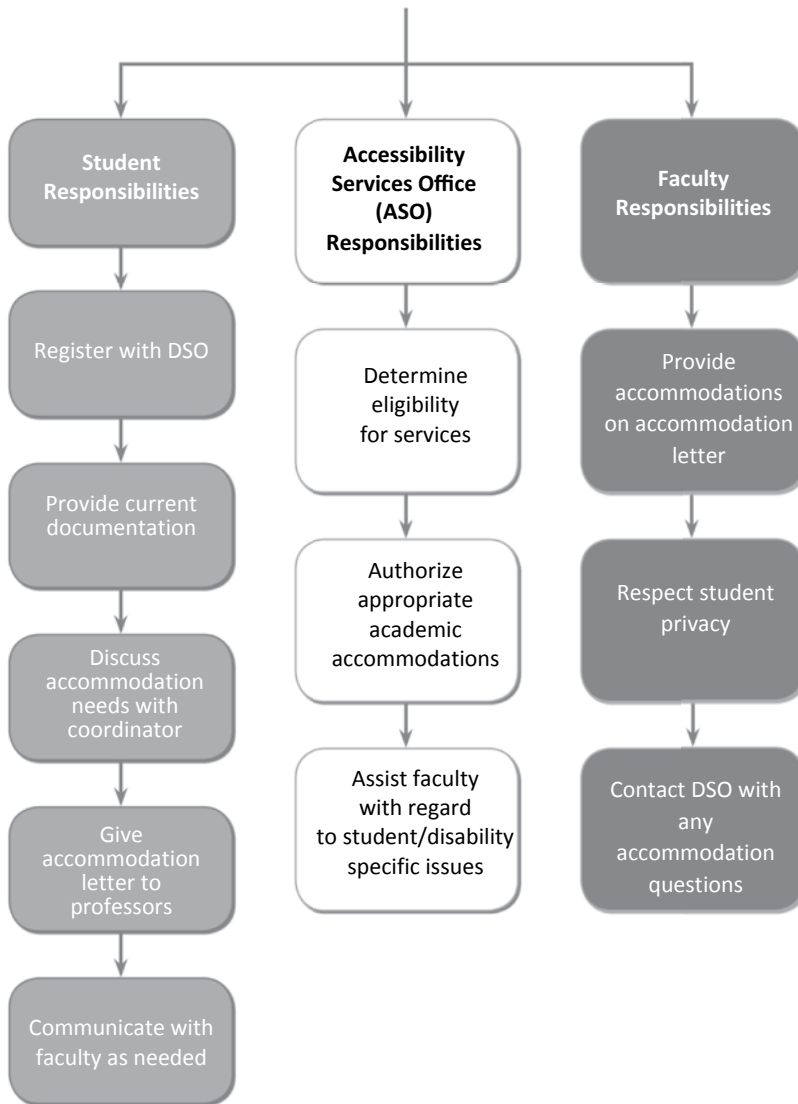 Student
Responsibilities
Register with DSO
Provide current
documentation
Discuss
accommodation
needs with
coordinator
Give
accommodation
letter to
professors
Communicate with
faculty as needed
Accessibility
Services Office
(ASO)
Responsibilities
Determine
eligibility
for services
Authorize
appropriate
academic
accommodations
Assist faculty
with regard
to student/disability
specific issues
Faculty
Responsibilities
Provide
accommodations
on accommodation
letter
Respect student
privacy
Contact DSO with
any
accommodation
questions